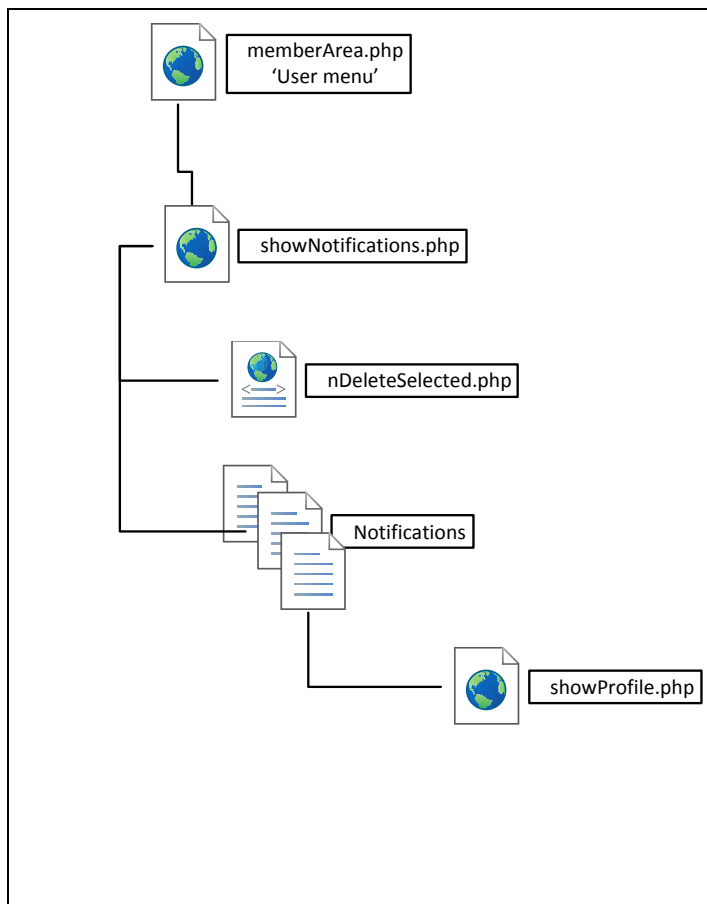 memberArea.php
‘User menu’
showNotifications.php
nDeleteSelected.php
Notifications
showProfile.php